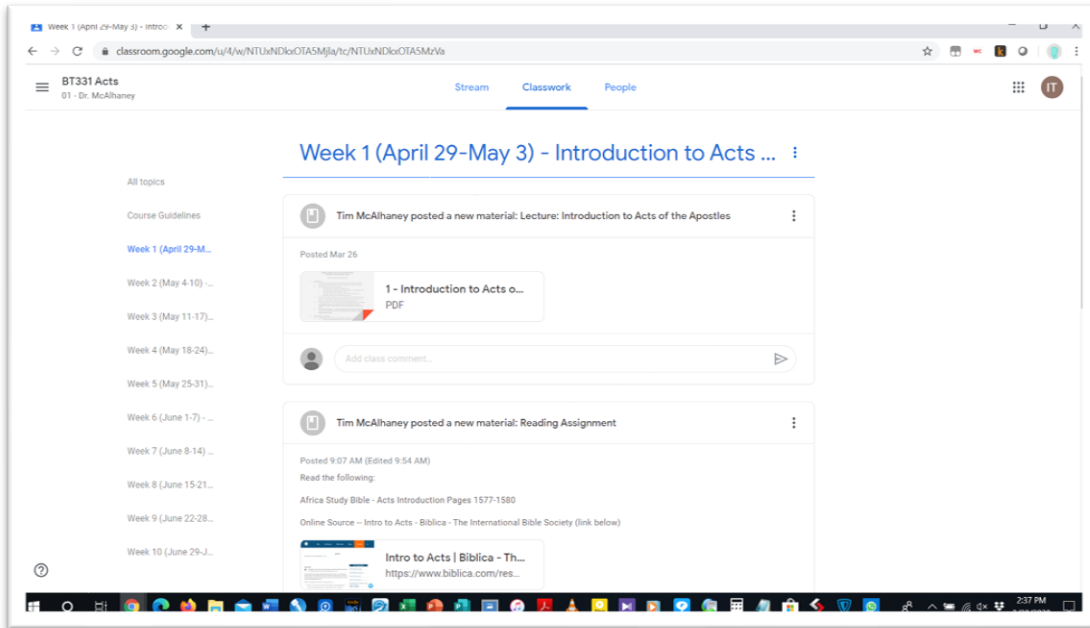 Week 1 (April 29-May 3) - Introd
classroom.google.com/u/4/w/NTUxNDkxOTA5Mjla/tc/NTUxNDkxOTA5MzVa
BT331 Acts
01 - Dr. McAlhaney
Stream Classwork People
IT
Week 1 (April 29-May 3) - Introduction to Acts ...
All topics
Course Guidelines
Week 1 (April 29-M...
Week 2 (May 4-10) -...
Week 3 (May 11-17)...
Week 4 (May 18-24)...
Week 5 (May 25-31)...
Week 6 (June 1-7) - ...
Week 7 (June 8-14) ...
Week 8 (June 15-21...
Week 9 (June 22-28...
Week 10 (June 29-J...
Tim McAlhaney posted a new material: Lecture: Introduction to Acts of the Apostles
Posted Mar 26
1 - Introduction to Acts o...
PDF
Add class comment...
Tim McAlhaney posted a new material: Reading Assignment
Posted 9:07 AM (Edited 9:54 AM)
Read the following:
Africa Study Bible - Acts Introduction Pages 1577-1580
Online Source -- Intro to Acts - Biblica - The International Bible Society (link below)
Intro to Acts | Biblica - Th...
https://www.biblica.com/res...
2:37 PM